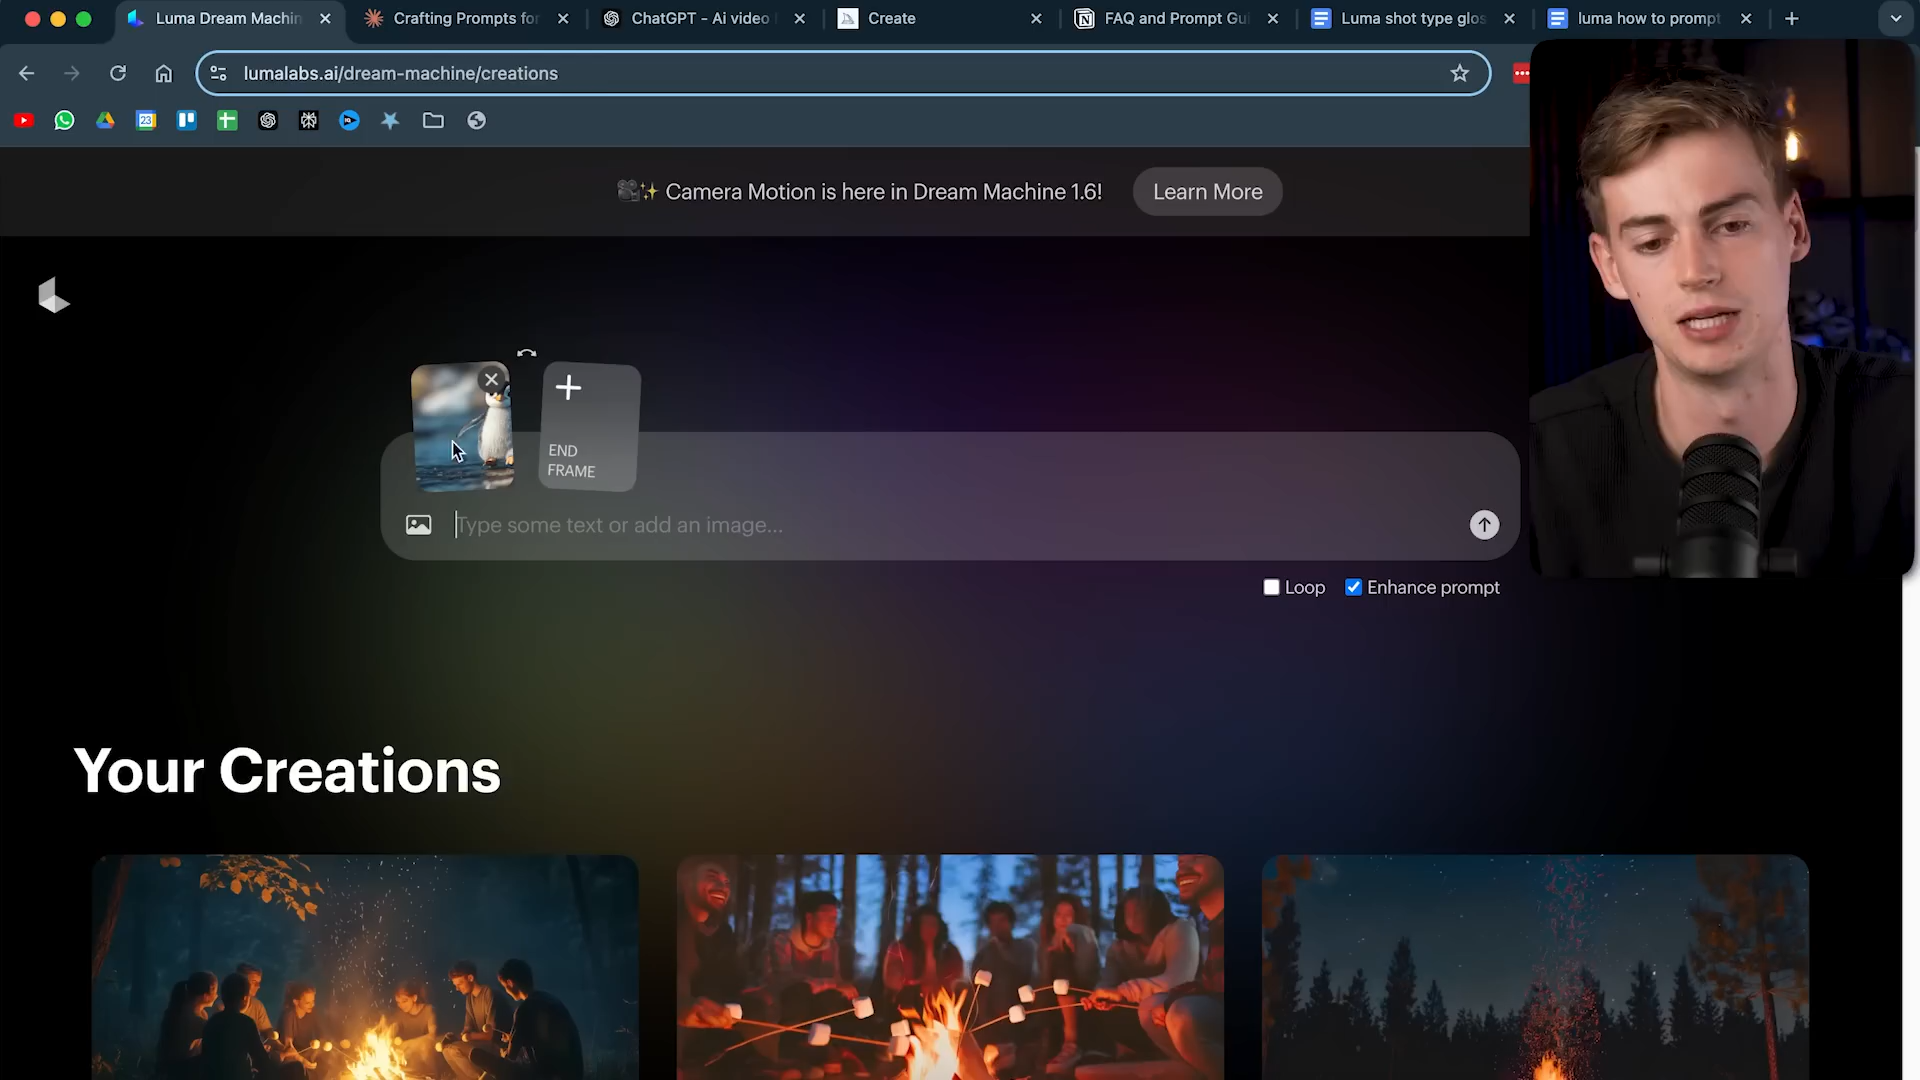 Luma Dream Machin
Crafting Prompts for
ChatGPT - Ai video
Create
FAQ and Prompt Gui
Luma shot type glos
luma how to prompt
lumalabs.ai/dream-machine/creations
23
Camera Motion is here in Dream Machine 1.6!
Learn More
END
FRAME
Type some text or add an image...
Loop
Enhance prompt
Your Creations